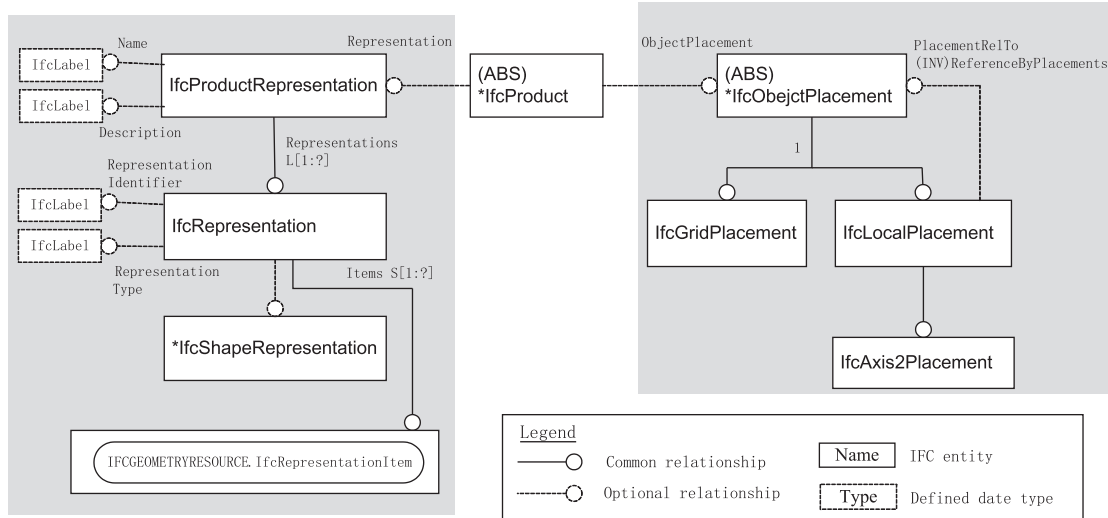 Name
IfcLabel
IfcLabel
Description
IfcProductRepresentation
Representation
(ABS)
*IfcProduct
ObjectPlacement
(ABS)
*IfcObejctPlacement
PlacementRelTo
(INV)ReferenceByPlacements
Representations
L[1:?]
1
Representation
Identifier
IfcLabel
IfcLabel
Representation
Type
IfcRepresentation
Items S[1:?]
IfcGridPlacement
IfcLocalPlacement
*IfcShapeRepresentation
IfcAxis2Placement
IFCGEOMETRYRESOURCE.IfcRepresentationItem
Legend
Common relationship
Name
IFC entity
Optional relationship
Type
Defined date type